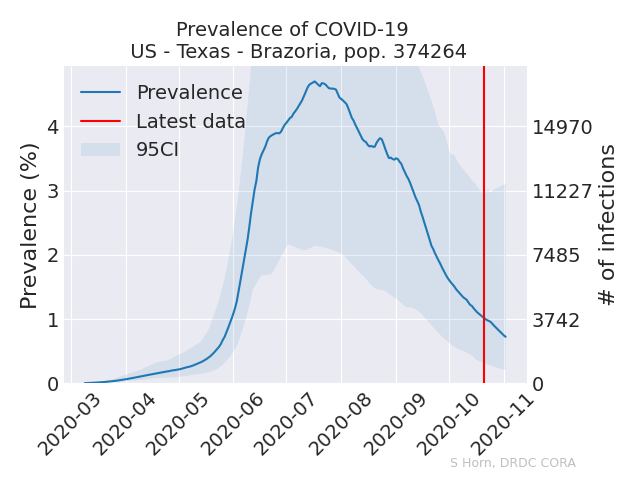 Prevalence of COVID-19
US - Texas - Brazoria, pop. 374264
Prevalence
Latest data
95CI
Prevalence (%)
4
3
2
1
0
14970
11227
7485
3742
0
# of infections
2020-03
2020-04
2020-05
2020-06
2020-07
2020-08
2020-09
2020-10
2020-11
S Horn, DRDC CORA